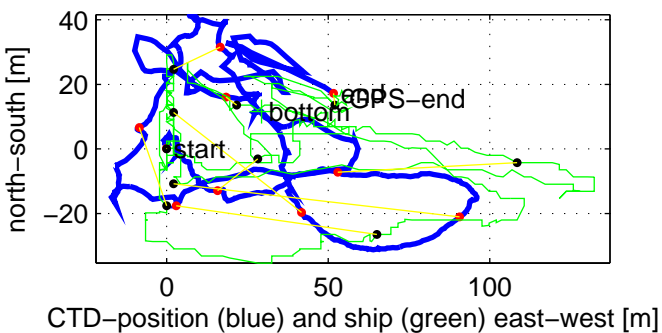 40
20
0
−20
north−south [m]
end
GPS−end
bottom
start
0
50
100
CTD−position (blue) and ship (green) east−west [m]